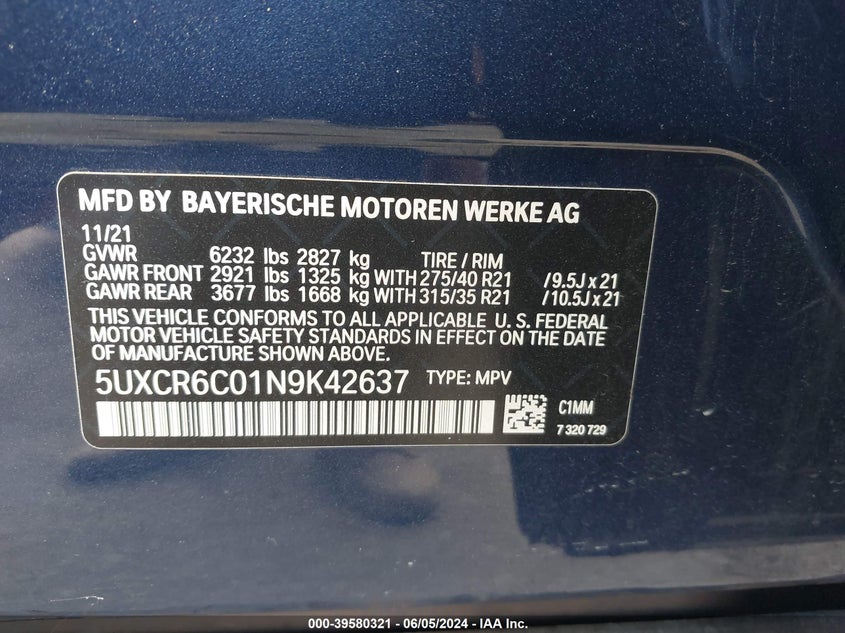 MFD BY BAYERISCHE MOTOREN WERKE AG
11/21
GVWR 6232 lbs 2827 kg TIRE / RIM
GAWR FRONT 2921 lbs 1325 kg WITH 275/40 R21 /9.5J x 21
GAWR REAR 3677 lbs 1668 kg WITH 315/35 R21 /10.5J x 21
THIS VEHICLE CONFORMS TO ALL APPLICABLE U. S. FEDERAL
MOTOR VEHICLE SAFETY STANDARDS IN EFFECT ON THE DATE
OF MANUFACTURE SHOWN ABOVE.
5UXCR6C01N9K42637 TYPE: MPV
C1MM
7 320 729
000-39580321 - 06/05/2024 - IAA Inc.